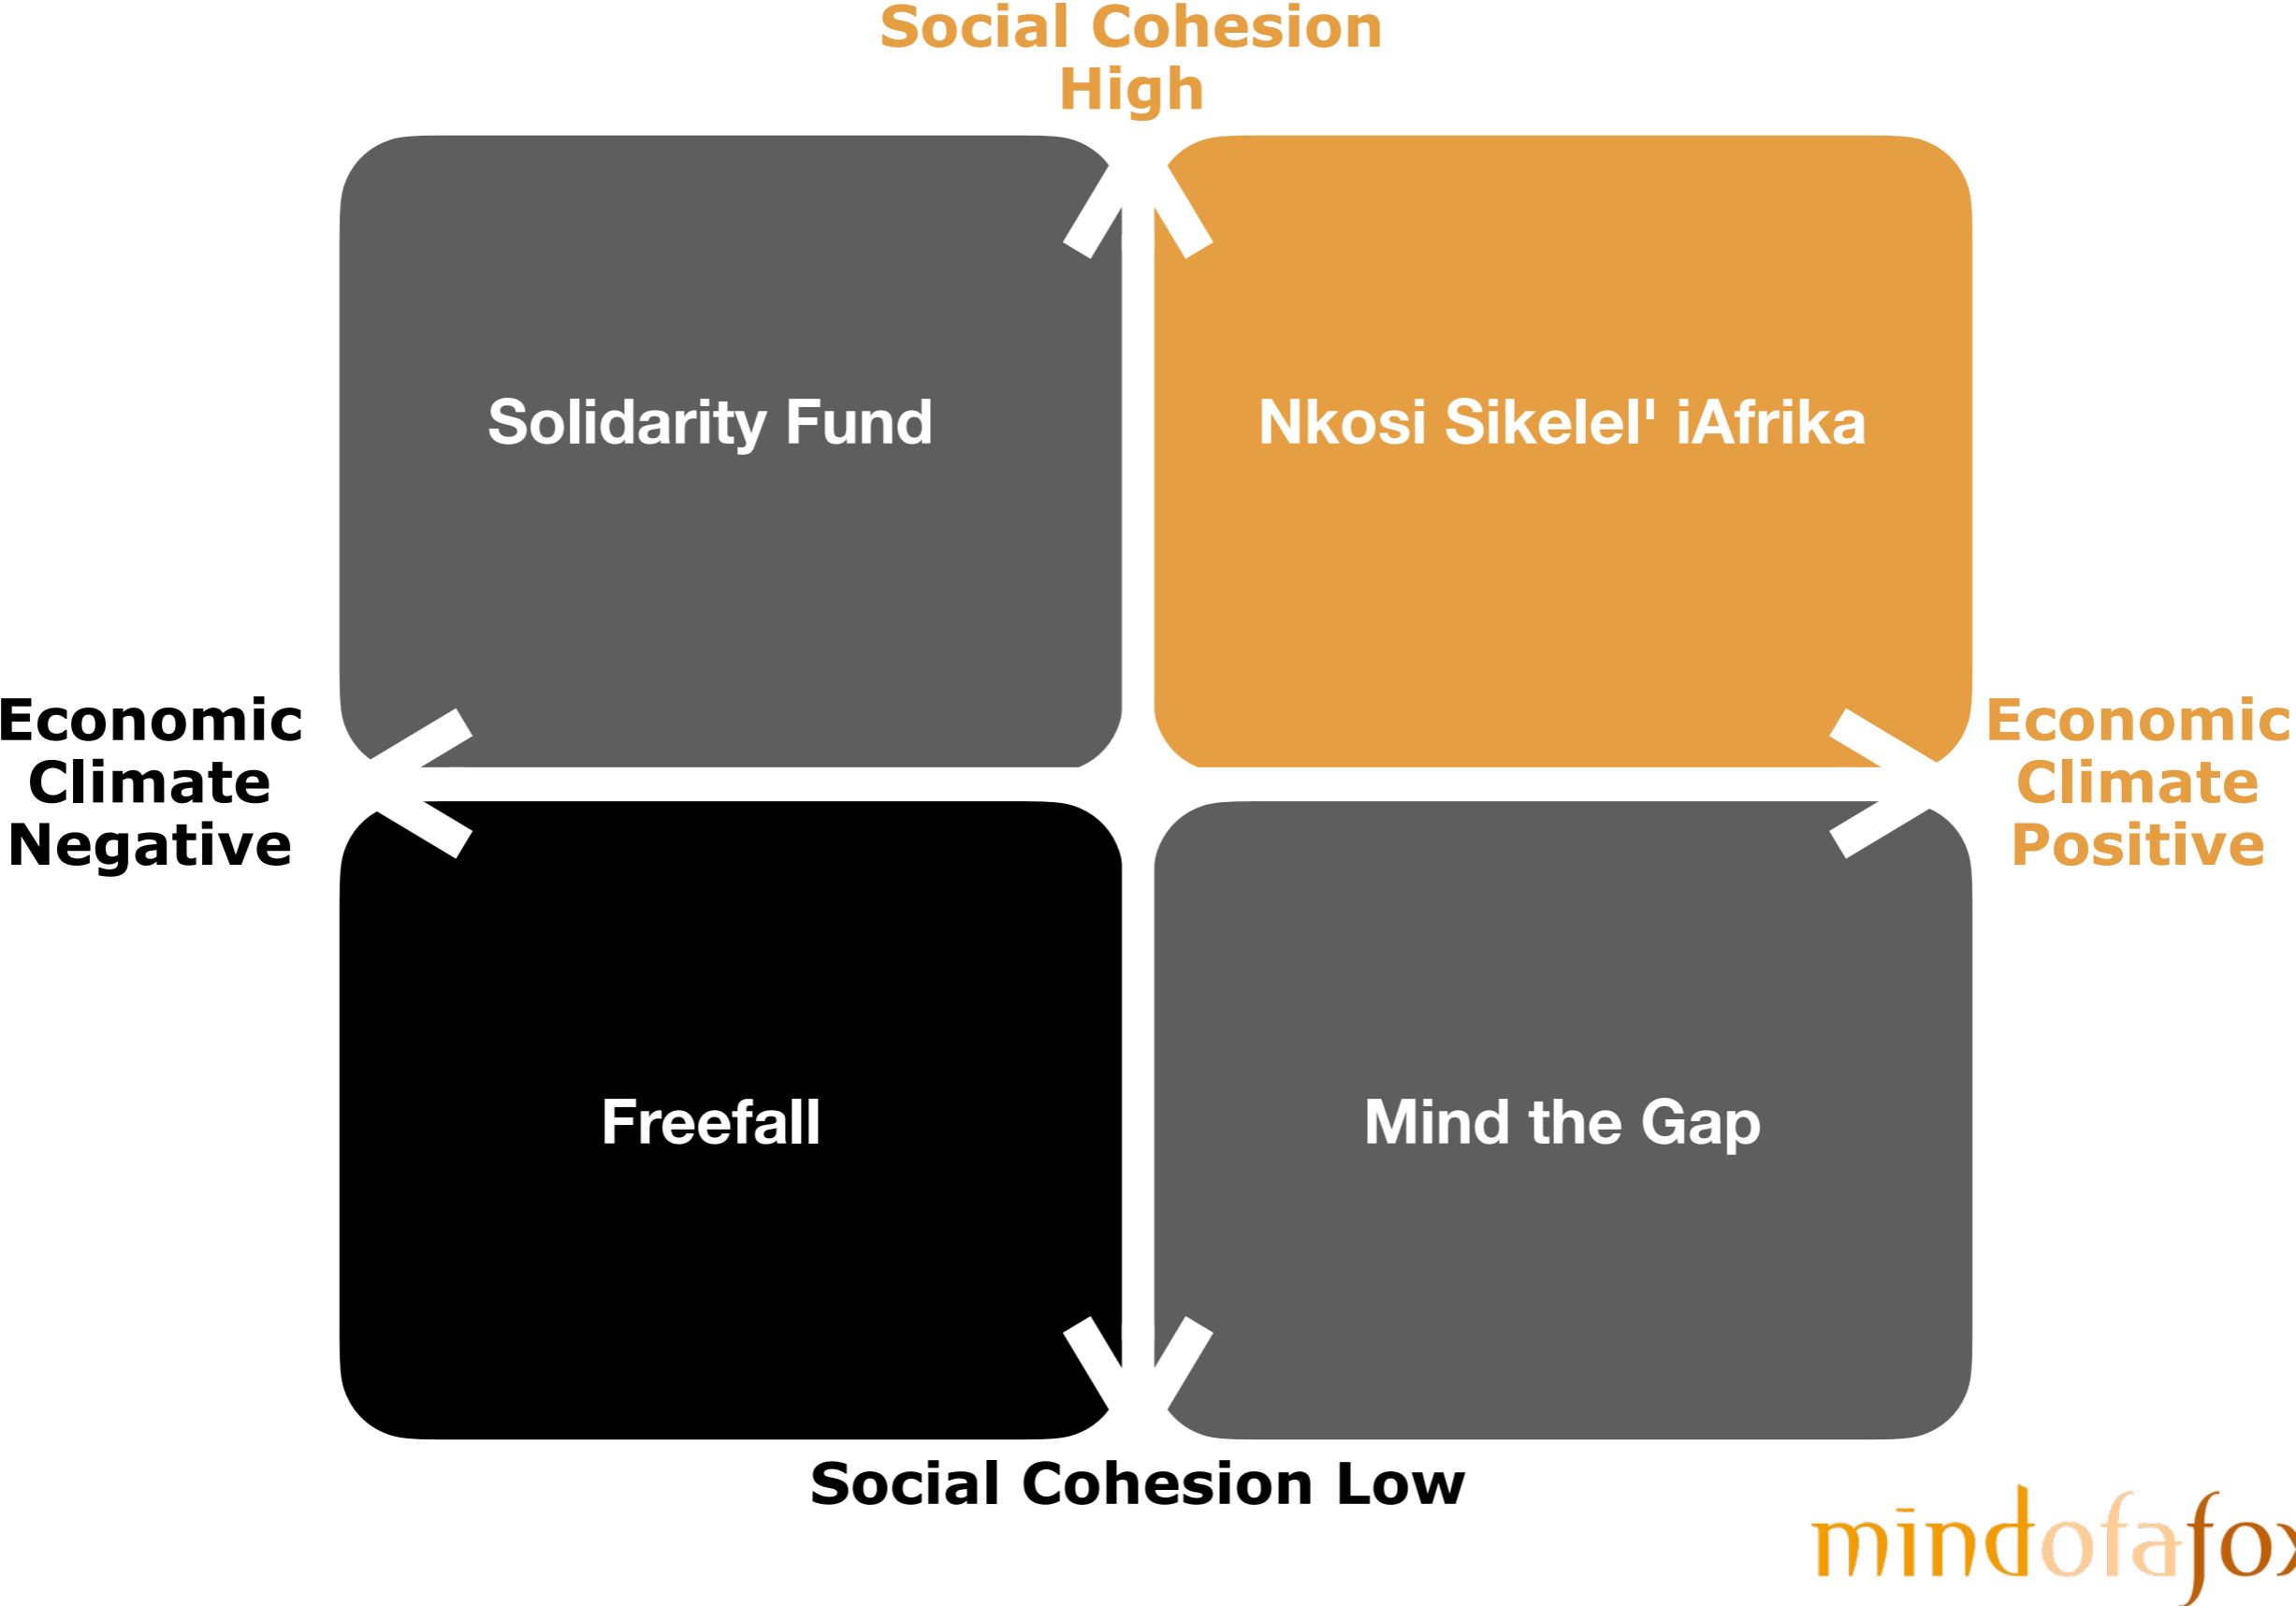 Social Cohesion
High
Solidarity Fund
Nkosi Sikelel' iAfrika
Economic
Climate
Negative
Economic
Climate
Positive
Freefall
Mind the Gap
Social Cohesion Low
mindofafox